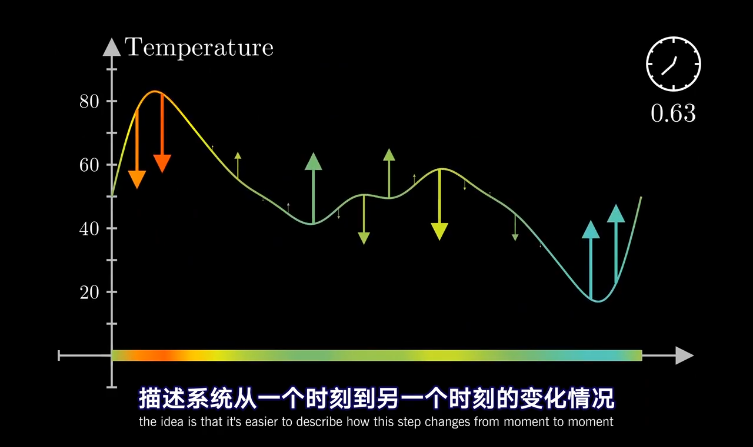 Temperature
0.63
80
60
40
20
描述系统从一个时刻到另一个时刻的变化情况
the idea is that it's easier to describe how this step changes from moment to moment